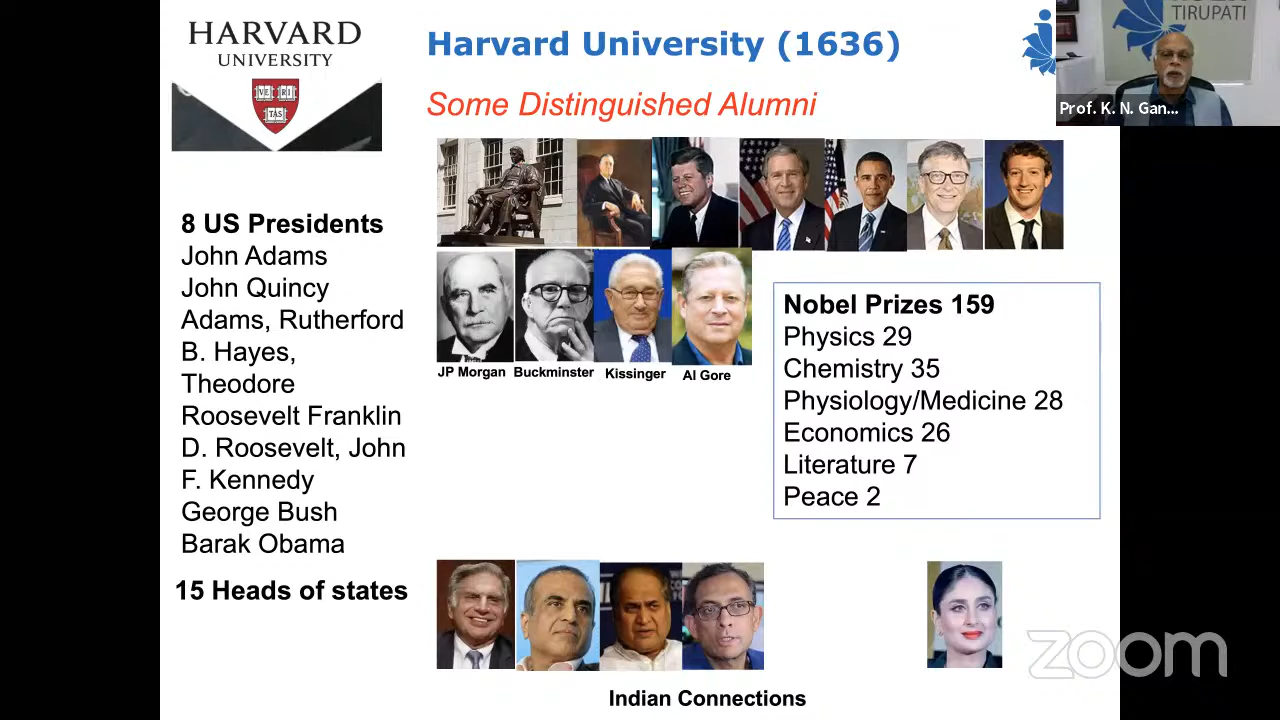 HARVARD
UNIVERSITY
VE RI
TAS
Harvard University (1636)
Some Distinguished Alumni
TIRUPATI
Prof. K. N. Gan...
8 US Presidents
John Adams
John Quincy
Adams, Rutherford
B. Hayes,
Theodore
Roosevelt Franklin
D. Roosevelt, John
F. Kennedy
George Bush
Barak Obama
15 Heads of states
JP Morgan Buckminster Kissinger Al Gore
Nobel Prizes 159
Physics 29
Chemistry 35
Physiology/Medicine 28
Economics 26
Literature 7
Peace 2
Indian Connections
zoom